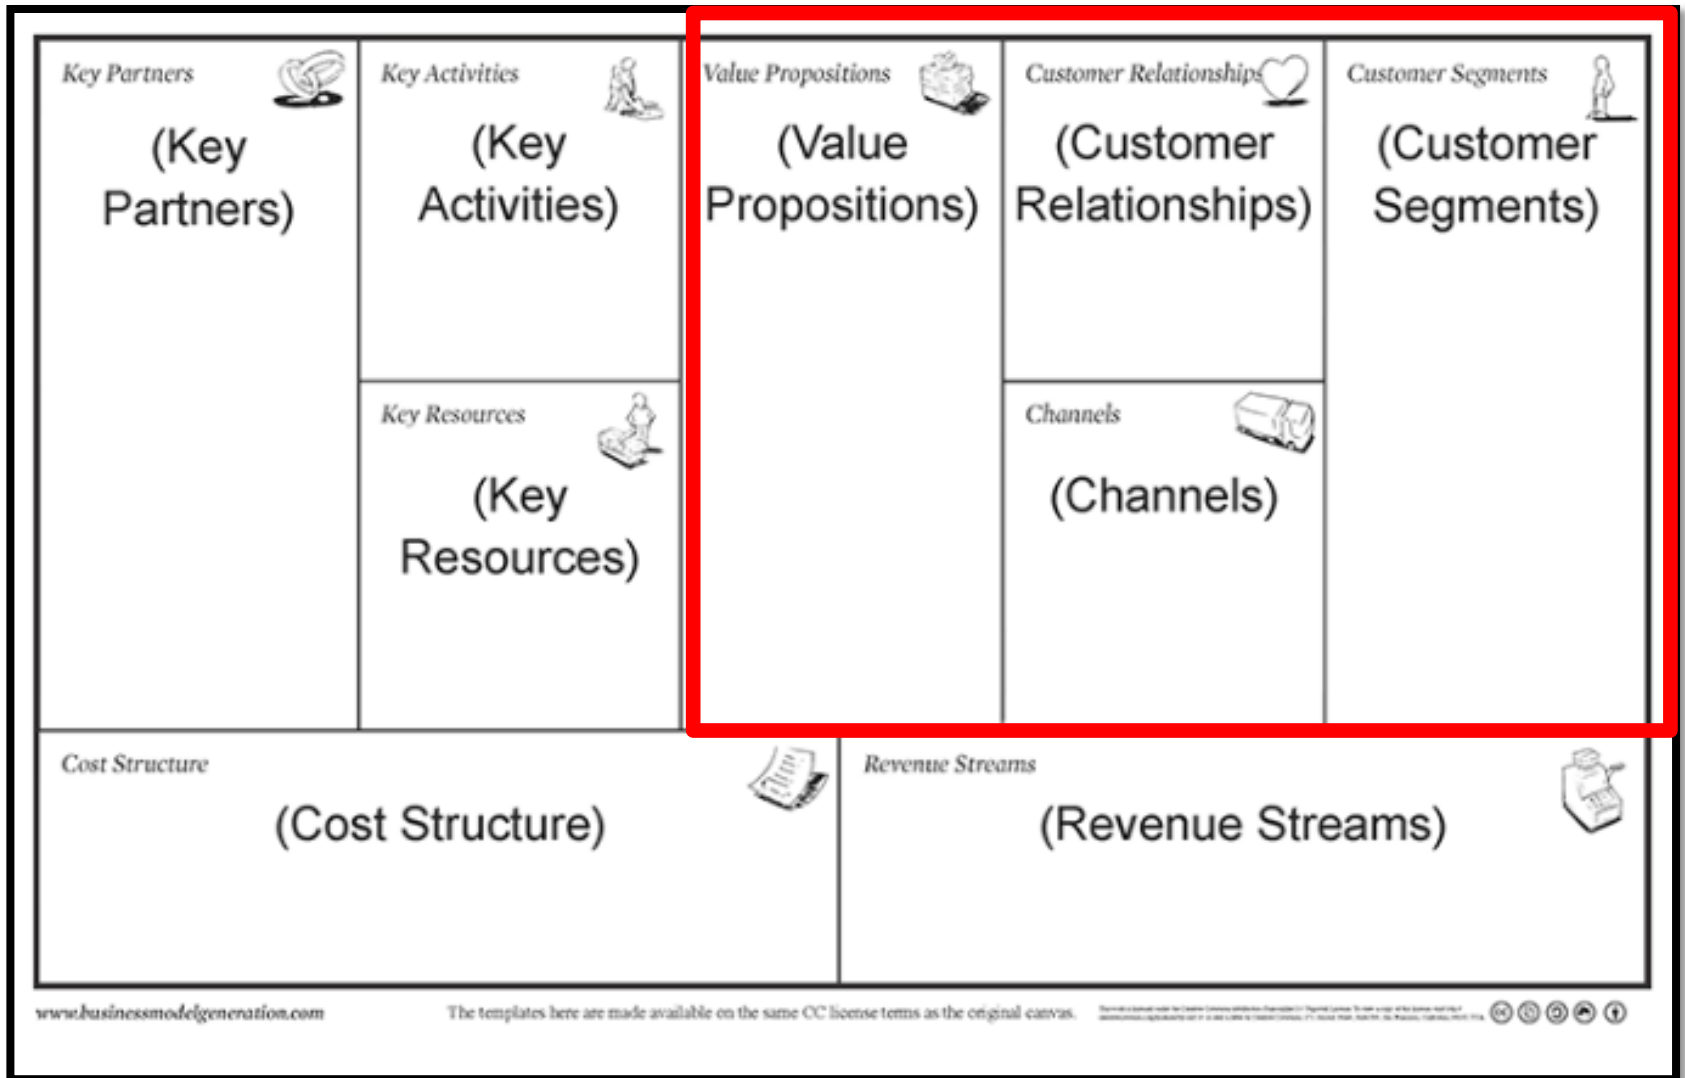 Key Partners
(Key
Partners)
Key Activities
(Key
Activities)
Key Resources
(Key
Resources)
Value Propositions
(Value
Propositions)
Customer Relationships
(Customer
Relationships)
Channels
(Channels)
Customer Segments
(Customer
Segments)
Cost Structure
(Cost Structure)
Revenue Streams
(Revenue Streams)
www.businessmodelgeneration.com
The templates here are made available on the same CC license terms as the original canvas.